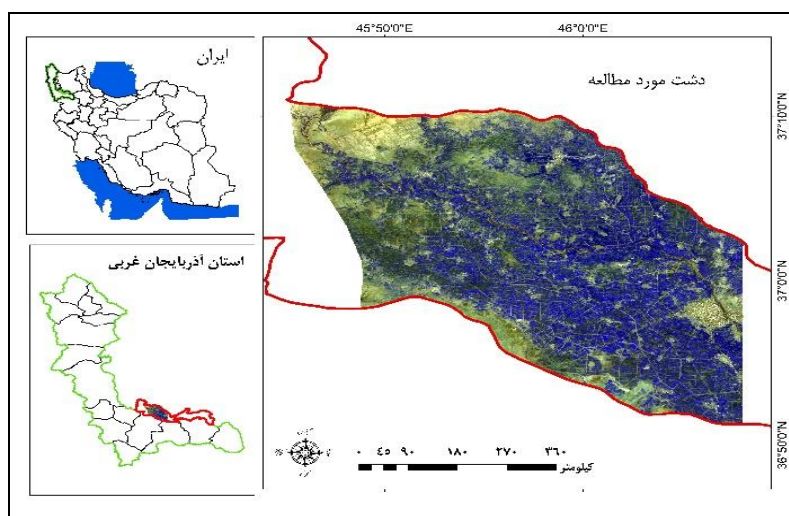 45°50'0"E 46°0'0"E
ایران
دشت مورد مطالعه
37°10'0"N
37°0'0"N
36°50'0"N
استان آذربایجان غربی
۰ ۴۵ ۹۰ ۱۸۰ ۲۷۰ ۳۶۰
کیلومتر